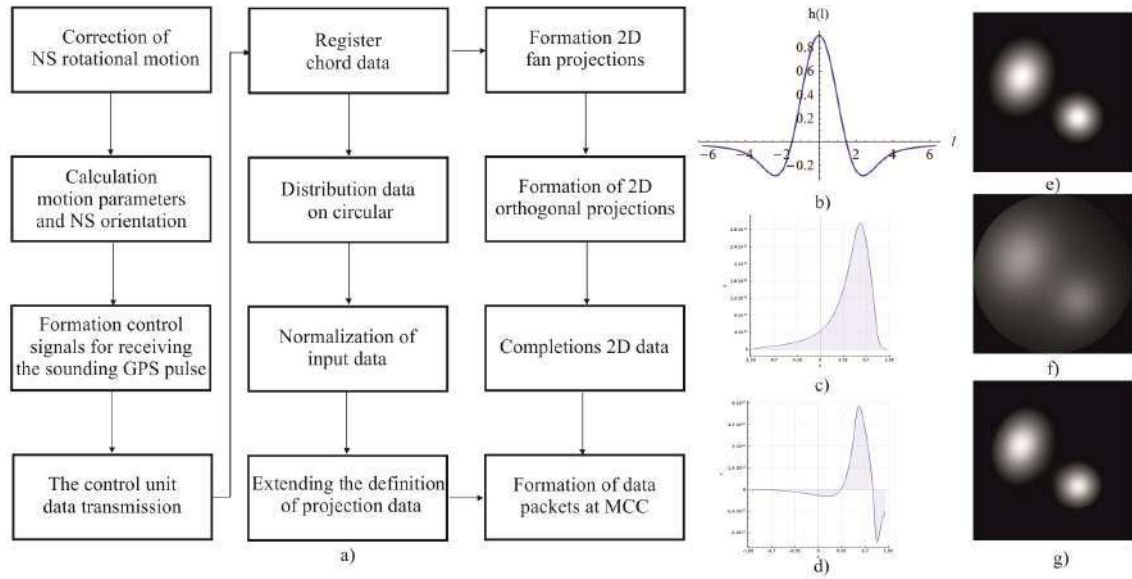 Correction of
NS rotational motion
Calculation
motion parameters
and NS orientation
Formation control
signals for receiving
the sounding GPS pulse
The control unit
data transmission
Register
chord data
Distribution data
on circular
Normalization of
input data
Extending the definition
of projection data
Formation 2D
fan projections
Formation of 2D
orthogonal projections
Completions 2D data
Formation of data
packets at MCC
a)
h(l)
0.8
0.6
0.4
0.2
-0.2
−6
−4
−2
2
4
6
l
b)
c)
d)
e)
f)
g)